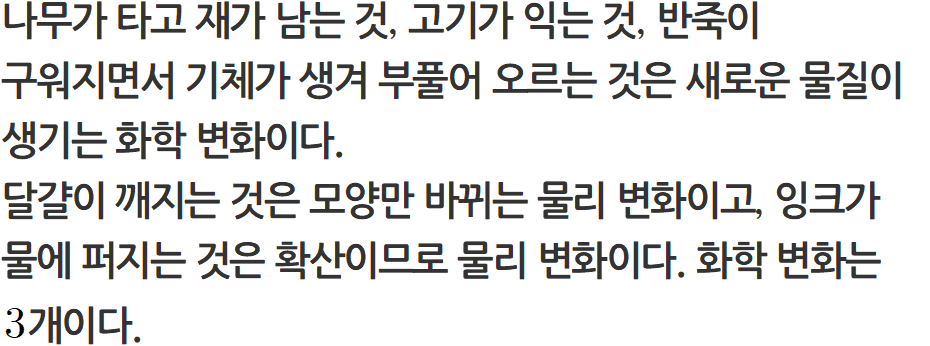 나무가 타고 재가 남는 것, 고기가 익는 것, 반죽이
구워지면서 기체가 생겨 부풀어 오르는 것은 새로운 물질이
생기는 화학 변화이다.
달걀이 깨지는 것은 모양만 바뀌는 물리 변화이고, 잉크가
물에 퍼지는 것은 확산이므로 물리 변화이다. 화학 변화는
3개이다.